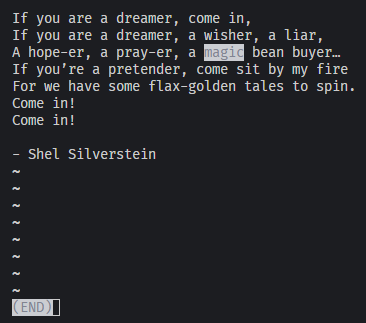 If you are a dreamer, come in,
If you are a dreamer, a wisher, a liar,
A hope-er, a pray-er, a magic bean buyer…
If you’re a pretender, come sit by my fire
For we have some flax-golden tales to spin.
Come in!
Come in!

- Shel Silverstein
~
~
~
~
~
~
~
~
(END)